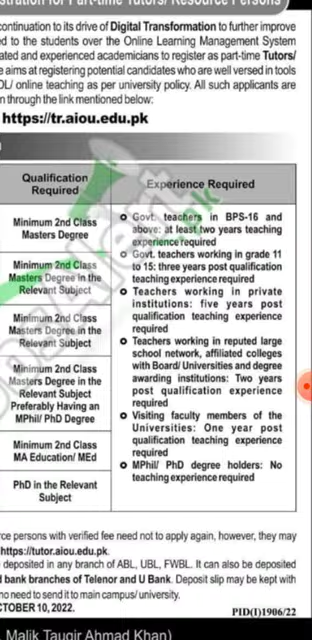 stration for Part-time Tutors/ Resource Persons
continuation to its drive of Digital Transformation to further improve
ed to the students over the Online Learning Management System
ated and experienced academicians to register as part-time Tutors/
e aims at registering potential candidates who are well versed in tools
DL/ online teaching as per university policy. All such applicants are
n through the link mentioned below:
https://tr.aiou.edu.pk
Qualification
Required
Minimum 2nd Class
Masters Degree
Minimum 2nd Class
Masters Degree in the
Relevant Subject
Minimum 2nd Class
Masters Degree in the
Relevant Subject
Minimum 2nd Class
Masters Degree in the
Relevant Subject
Preferably Having an
MPhil/ PhD Degree
Minimum 2nd Class
MA Education/ MEd
PhD in the Relevant
Subject
Experience Required
Govt. teachers in BPS-16 and
above: at least two years teaching
experience required
Govt. teachers working in grade 11
to 15: three years post qualification
teaching experience required
Teachers working in private
institutions: five years post
qualification teaching experience
required
Teachers working in reputed large
school network, affiliated colleges
with Board/ Universities and degree
awarding institutions: Two years
post qualification experience
required
Visiting faculty members of the
Universities: One year post
qualification teaching experience
required
MPhil/ PhD degree holders: No
teaching experience required
rce persons with verified fee need not to apply again, however, they may
https://tutor.aiou.edu.pk.
deposited in any branch of ABL, UBL, FWBL. It can also be deposited
d bank branches of Telenor and U Bank. Deposit slip may be kept with
no need to send it to main campus/ university.
CTOBER 10, 2022.
PID(I)1906/22
Malik Tauqir Ahmad Khan)